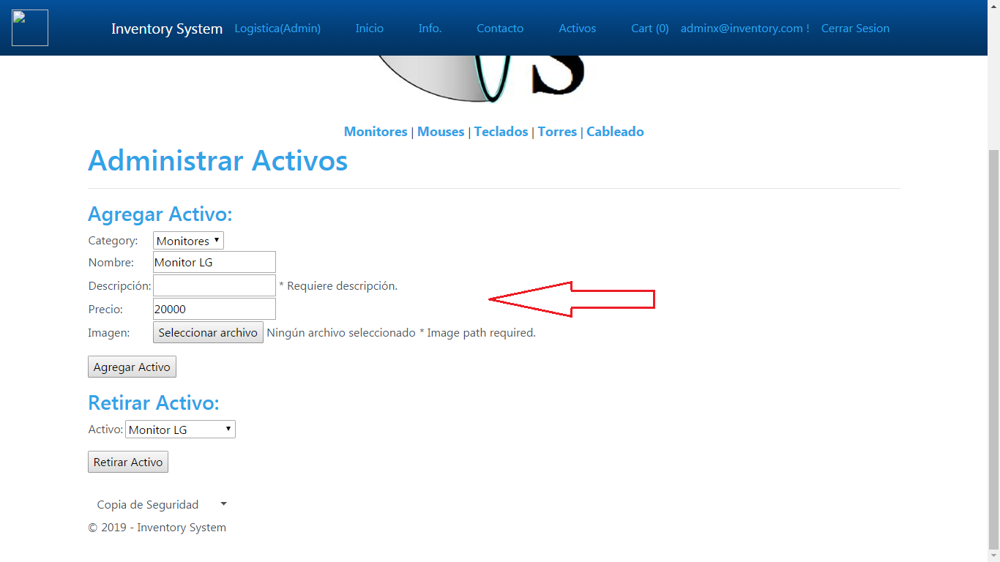 Inventory System Logistica(Admin) Inicio Info. Contacto Activos Cart (0) adminx@inventory.com ! Cerrar Sesion
S
Monitores | Mouses | Teclados | Torres | Cableado
Administrar Activos
Agregar Activo:
Category: Monitores
Nombre: Monitor LG
Descripción: * Requiere descripción.
Precio: 20000
Imagen: Seleccionar archivo Ningún archivo seleccionado * Image path required.
Agregar Activo
Retirar Activo:
Activo: Monitor LG
Retirar Activo
Copia de Seguridad
© 2019 - Inventory System